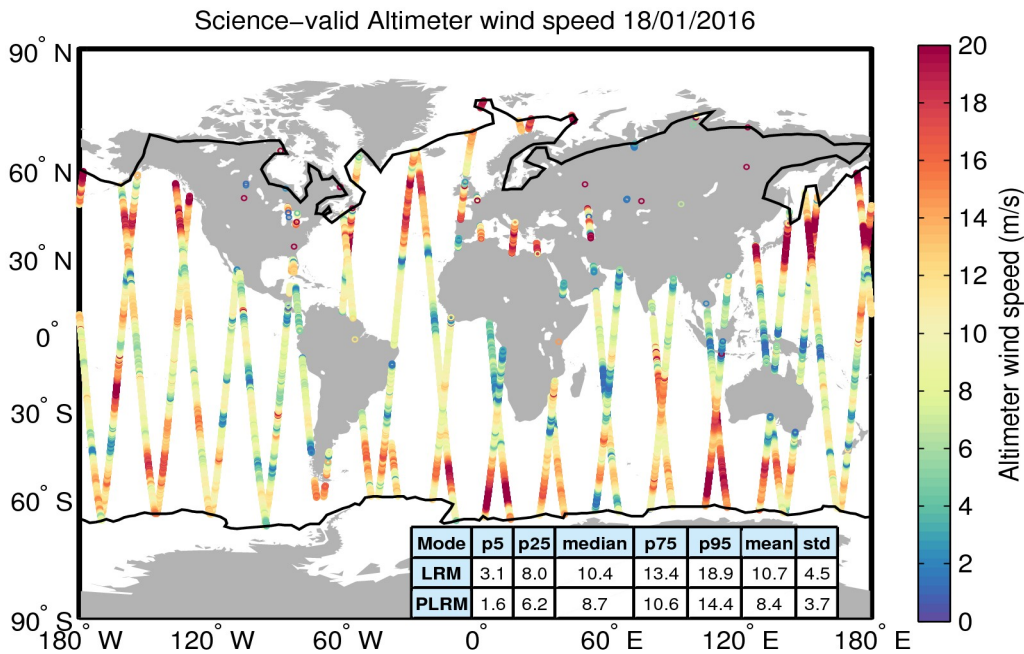 Science−valid Altimeter wind speed 18/01/2016
90° N
60° N
30° N
0°
30° S
60° S
90° S
180° W
120° W
60° W
0°
60° E
120° E
180° E
Mode p5 p25 median p75 p95 mean std
LRM 3.1 8.0 10.4 13.4 18.9 10.7 4.5
PLRM 1.6 6.2 8.7 10.6 14.4 8.4 3.7
20
18
16
14
12
10
8
6
4
2
0
Altimeter wind speed (m/s)